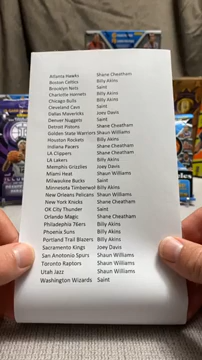 Atlanta Hawks Shane Cheatham
Boston Celtics Billy Akins
Brooklyn Nets Saint
Charlotte Hornets Billy Akins
Chicago Bulls Billy Akins
Cleveland Cavs Saint
Dallas Mavericks Joey Davis
Denver Nuggets Saint
Detroit Pistons Shane Cheatham
Golden State Warriors Shaun Williams
Houston Rockets Billy Akins
Indiana Pacers Shane Cheatham
LA Clippers Shane Cheatham
LA Lakers Billy Akins
Memphis Grizzlies Joey Davis
Miami Heat Shaun Williams
Milwaukee Bucks Saint
Minnesota Timberwol Billy Akins
New Orleans Pelicans Shaun Williams
New York Knicks Shane Cheatham
OK City Thunder Saint
Orlando Magic Shane Cheatham
Philadephia 76ers Billy Akins
Phoenix Suns Billy Akins
Portland Trail Blazers Billy Akins
Sacramento Kings Joey Davis
San Anotonio Spurs Shaun Williams
Toronto Raptors Shaun Williams
Utah Jazz Shaun Williams
Washington Wizards Saint